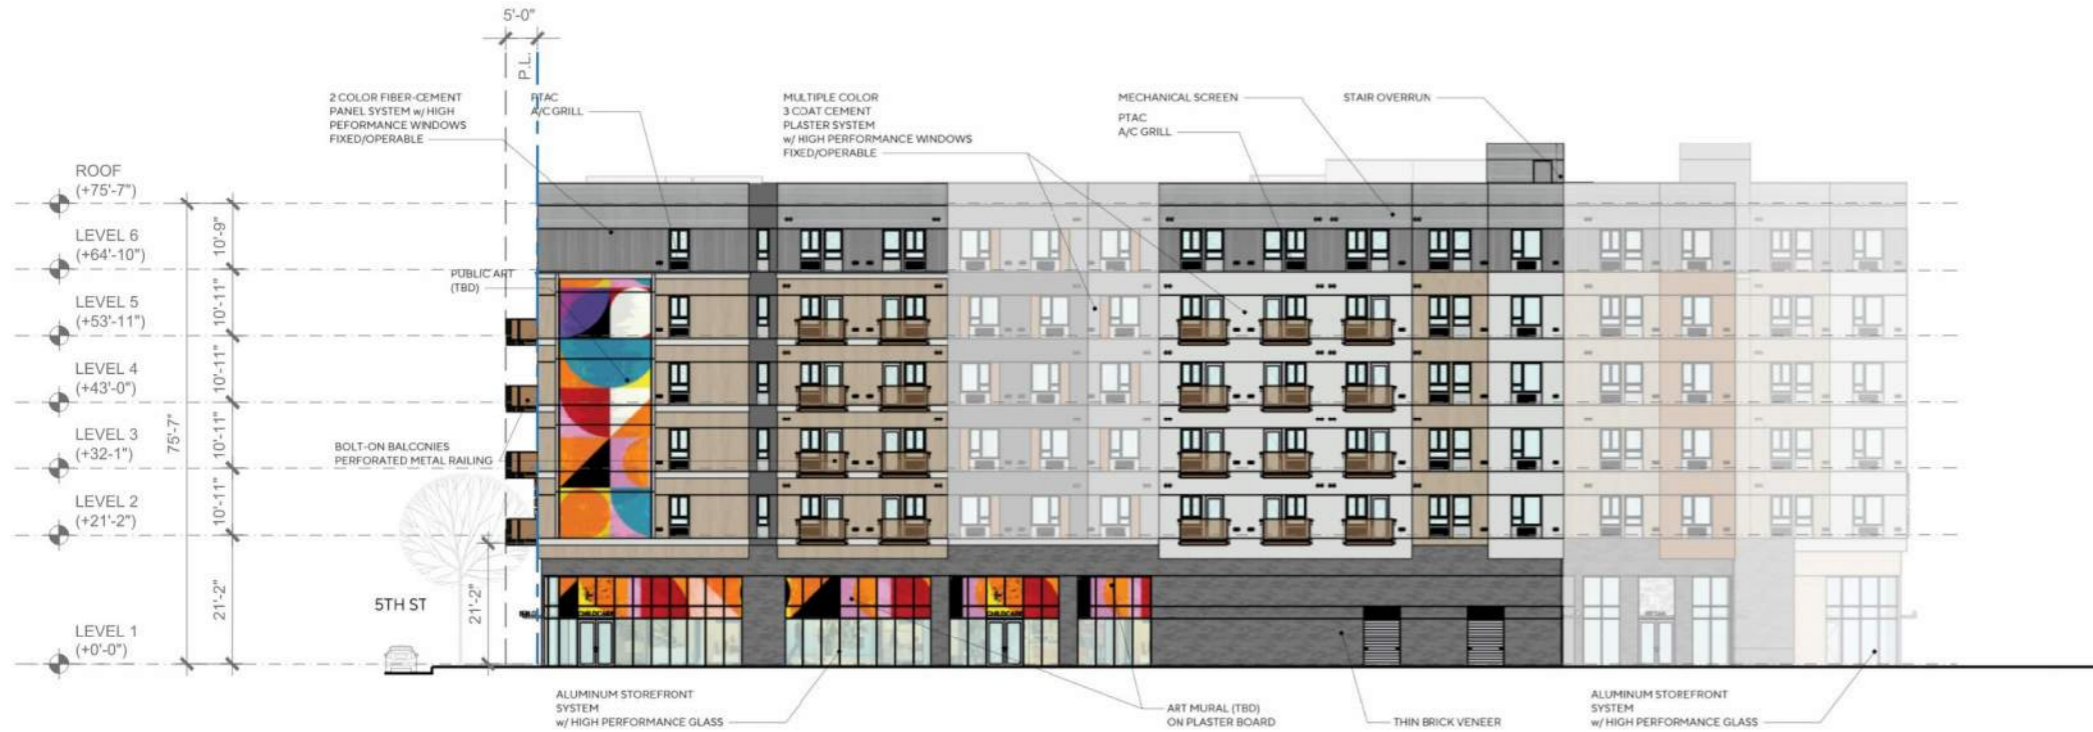 5'-0"
P.L.
2 COLOR FIBER-CEMENT
PANEL SYSTEM w/ HIGH
PEFORMANCE WINDOWS
FIXED/OPERABLE
PTAC
A/C GRILL
MULTIPLE COLOR
3 COAT CEMENT
PLASTER SYSTEM
w/ HIGH PERFORMANCE WINDOWS
FIXED/OPERABLE
MECHANICAL SCREEN
PTAC
A/C GRILL
STAIR OVERRUN
ROOF
(+75'-7")
LEVEL 6
(+64'-10")
LEVEL 5
(+53'-11")
LEVEL 4
(+43'-0")
LEVEL 3
(+32-1")
LEVEL 2
(+21'-2")
LEVEL 1
(+0'-0")
75'-7"
10'-9"
10'-11"
10'-11"
10'-11"
10'-11"
21'-2"
21'-2"
PUBLIC ART
(TBD)
BOLT-ON BALCONIES
PERFORATED METAL RAILING
5TH ST
CHILDCARE
CHILDCARE
ALUMINUM STOREFRONT
SYSTEM
w/ HIGH PERFORMANCE GLASS
ART MURAL (TBD)
ON PLASTER BOARD
THIN BRICK VENEER
ALUMINUM STOREFRONT
SYSTEM
w/ HIGH PERFORMANCE GLASS